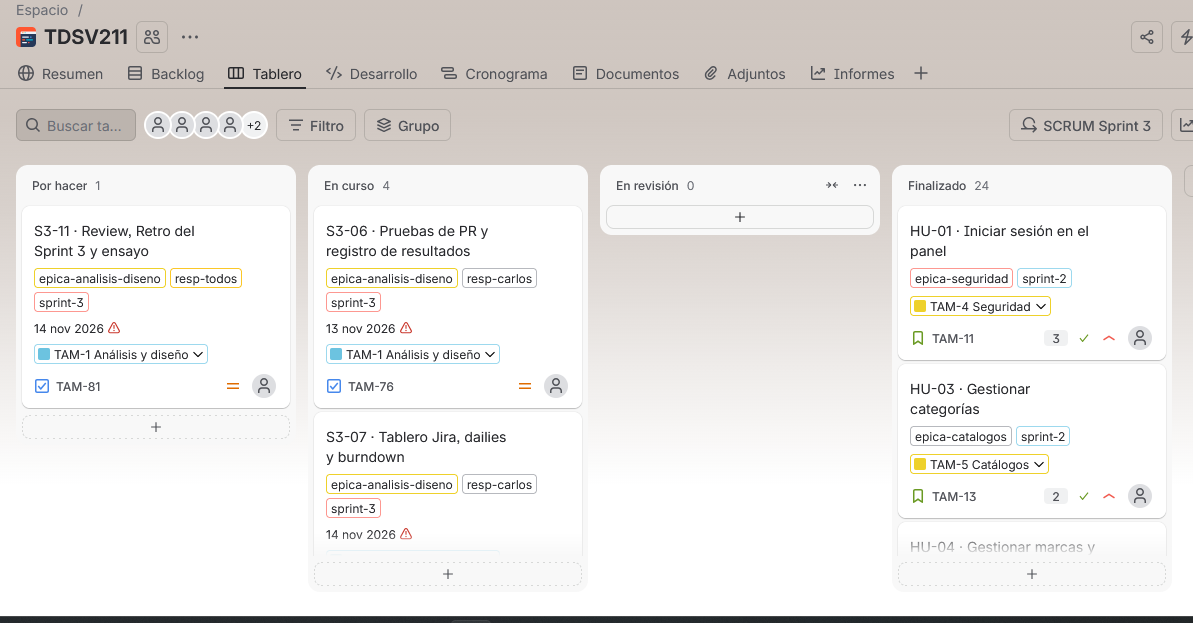 Espacio /
TDSV211
Resumen Backlog Tablero Desarrollo Cronograma Documentos Adjuntos Informes
Buscar ta... +2 Filtro Grupo SCRUM Sprint 3
Por hacer 1
S3-11 · Review, Retro del
Sprint 3 y ensayo
epica-analisis-diseno resp-todos
sprint-3
14 nov 2026
TAM-1 Análisis y diseño
TAM-81
En curso 4
S3-06 · Pruebas de PR y
registro de resultados
epica-analisis-diseno resp-carlos
sprint-3
13 nov 2026
TAM-1 Análisis y diseño
TAM-76
S3-07 · Tablero Jira, dailies
y burndown
epica-analisis-diseno resp-carlos
sprint-3
14 nov 2026
En revisión 0
Finalizado 24
HU-01 · Iniciar sesión en el
panel
epica-seguridad sprint-2
TAM-4 Seguridad
TAM-11 3
HU-03 · Gestionar
categorías
epica-catalogos sprint-2
TAM-5 Catálogos
TAM-13 2
HU-04 · Gestionar marcas y